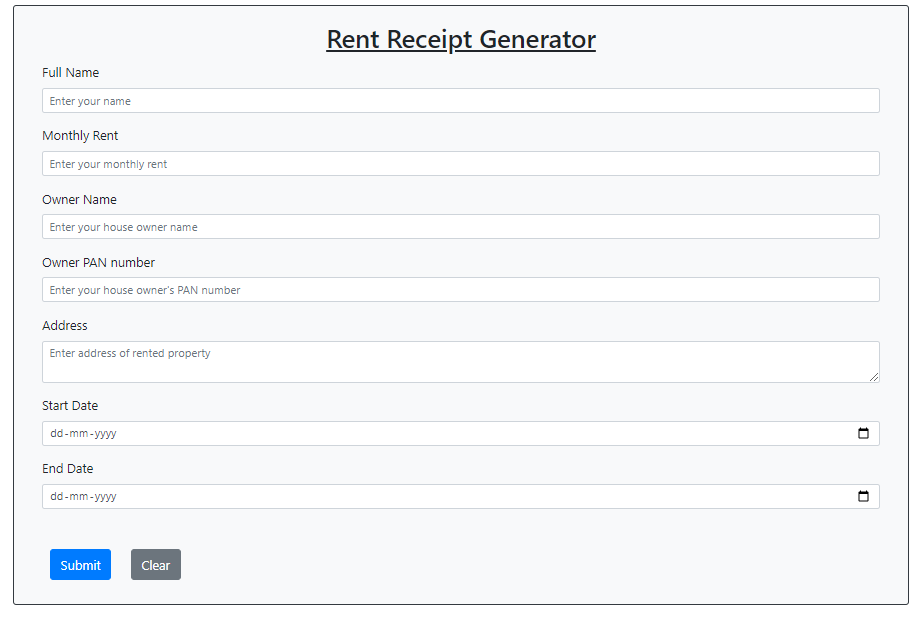 Rent Receipt Generator
Full Name
Enter your name
Monthly Rent
Enter your monthly rent
Owner Name
Enter your house owner name
Owner PAN number
Enter your house owner's PAN number
Address
Enter address of rented property
Start Date
dd-mm-yyyy
End Date
dd-mm-yyyy
Submit Clear